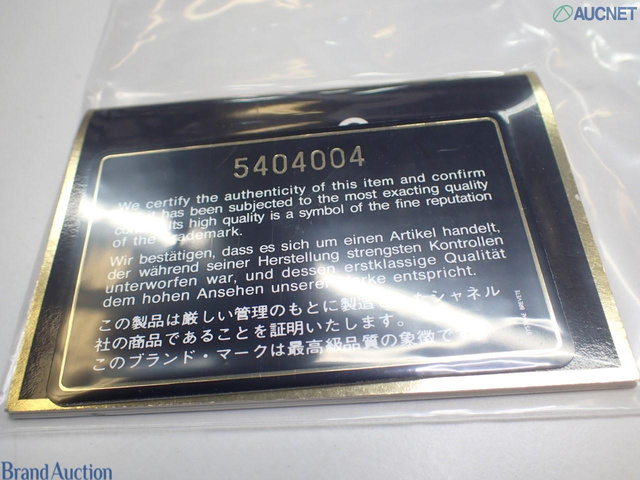 AUCNET
5404004
We certify the authenticity of this item and confirm
it has been subjected to the most exacting quality
its high quality is a symbol of the fine reputation
of the trademark.
Wir bestätigen, dass es sich um einen Artikel handelt,
der während seiner Herstellung strengsten Kontrollen
unterworfen war, und dessen erstklassige Qualität
dem hohen Ansehen unserer Marke entspricht.
この製品は厳しい管理のもとに製造 たシャネル
社の商品であることを証明いたします。
このブランド・マークは最高級品質の象徴で
BREVETÉ
Brand Auction